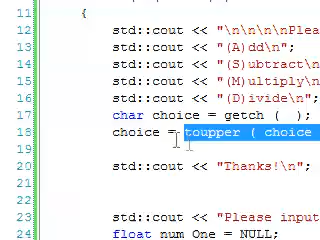 11 {
12 std::cout << "\n\n\n\nPlea
13 std::cout << "(A)dd\n";
14 std::cout << "(S)ubtract\n
15 std::cout << "(M)ultiply\n
16 std::cout << "(D)ivide\n";
17 char choice = getch ( );
18 choice = toupper ( choice
19
20 std::cout << "Thanks!\n";
21
22
23 std::cout << "Please input
24 float num One = NULL;